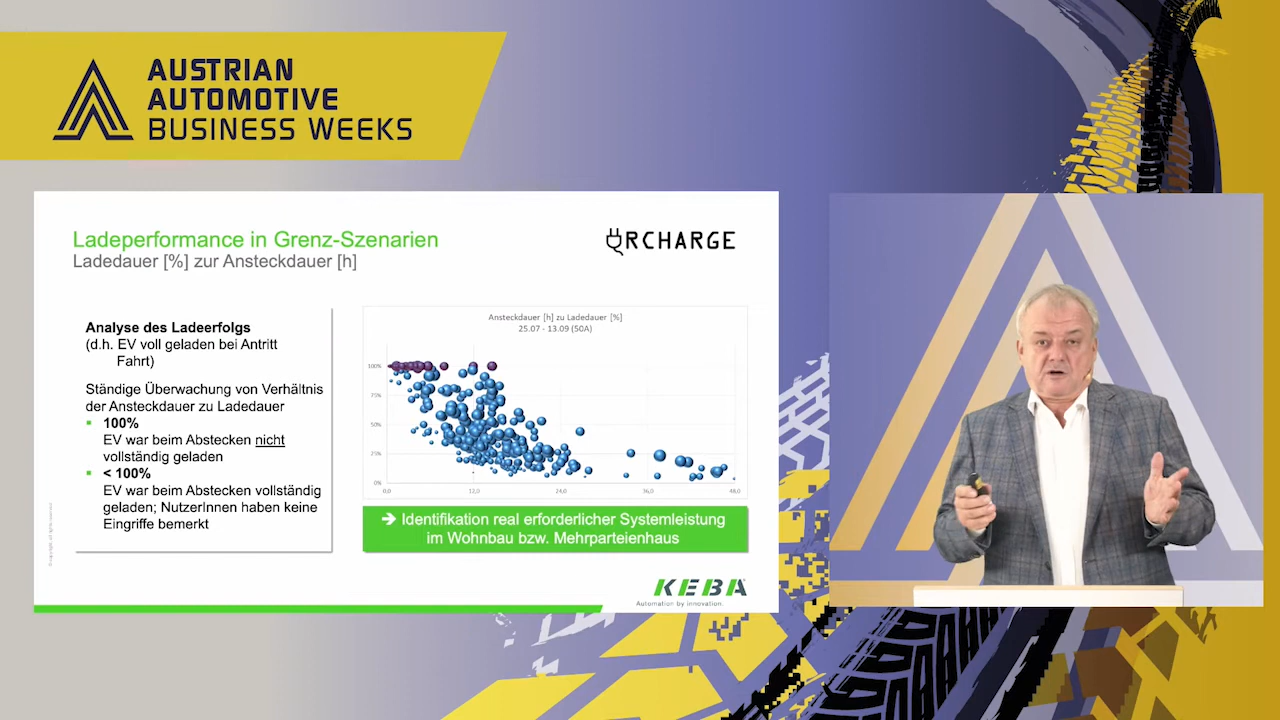 AUSTRIAN
AUTOMOTIVE
BUSINESS WEEKS
Ladeperformance in Grenz-Szenarien
Ladedauer [%] zur Ansteckdauer [h]
URCHARGE
Analyse des Ladeerfolgs
(d.h. EV voll geladen bei Antritt
Fahrt)
Ständige Überwachung von Verhältnis
der Ansteckdauer zu Ladedauer
100%
EV war beim Abstecken nicht
vollständig geladen
< 100%
EV war beim Abstecken vollständig
geladen; NutzerInnen haben keine
Eingriffe bemerkt
Ansteckdauer [h] zu Ladedauer [%]
25.07 - 13.09 (50A)
100%
75%
50%
25%
0%
0,0 12,0 24,0 36,0 48,0
➔ Identifikation real erforderlicher Systemleistung
im Wohnbau bzw. Mehrparteienhaus
KEBA
Automation by innovation.